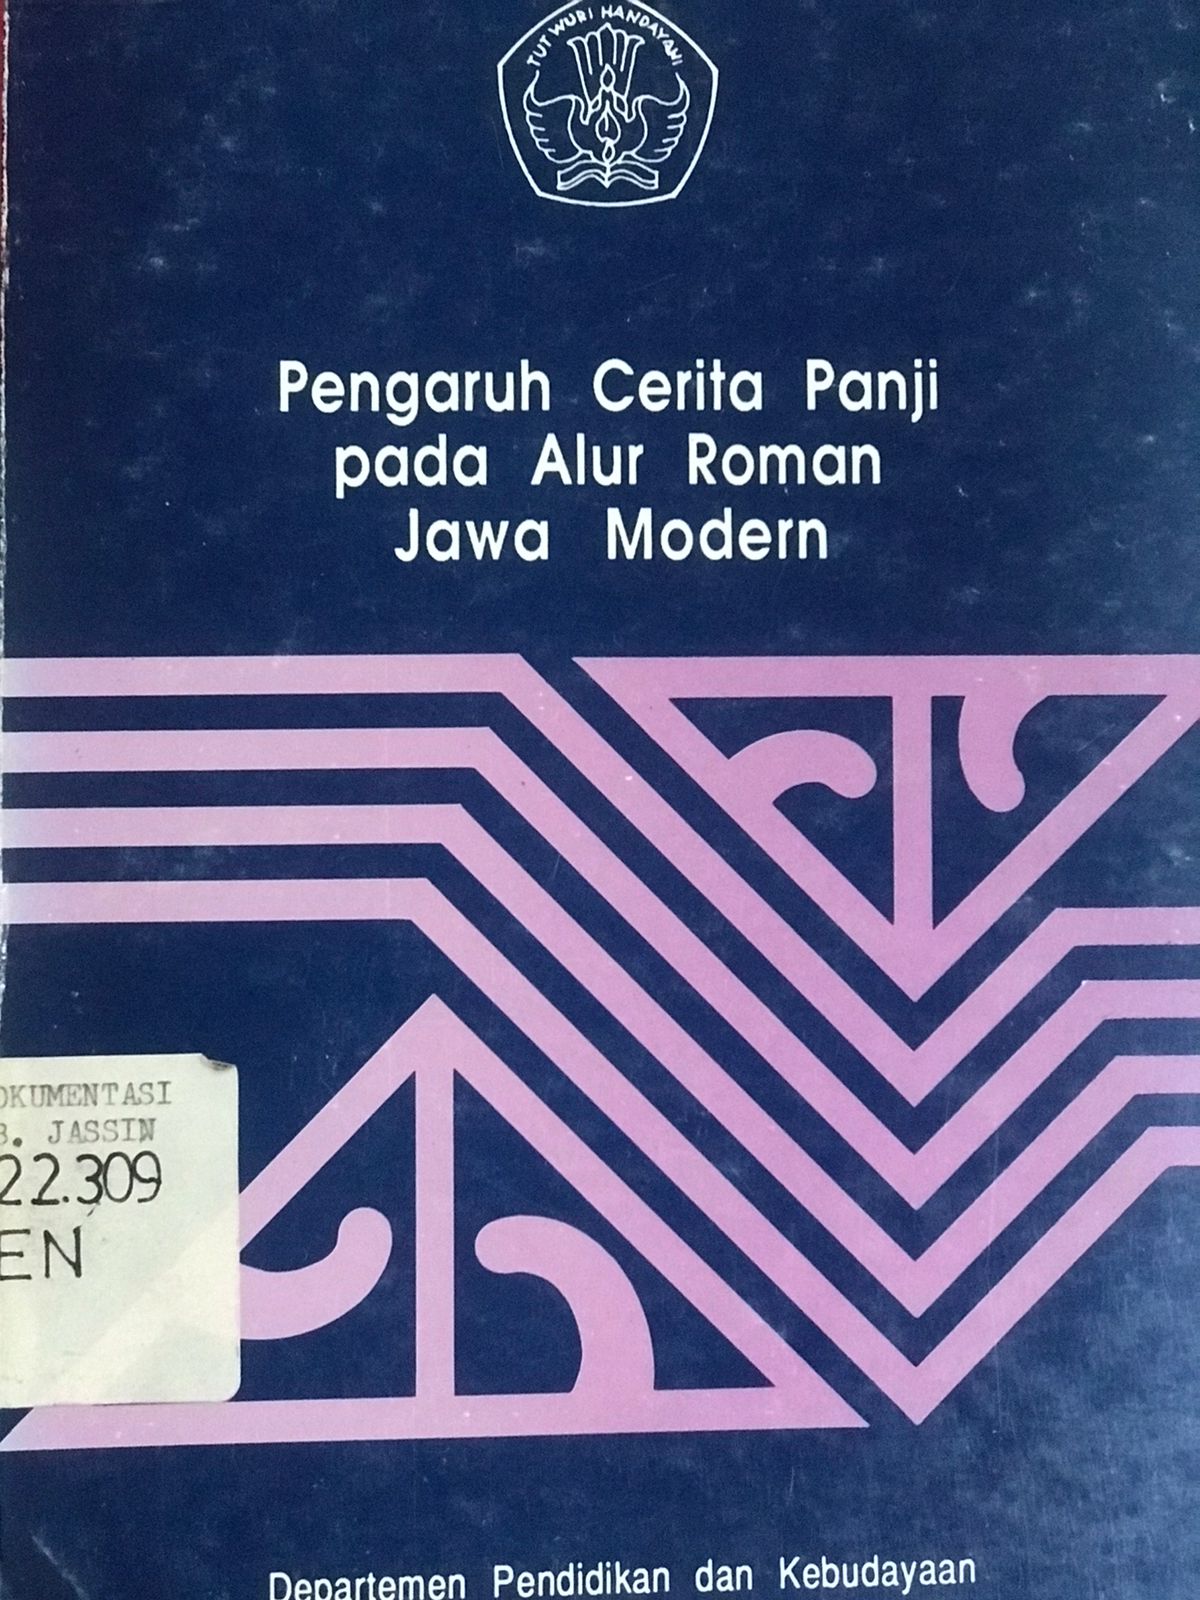 TUT WURI HANDAYANI
Pengaruh Cerita Panji
pada Alur Roman
Jawa Modern
OKUMENTASI
B. JASSIN
22.309
EN
Departemen Pendidikan dan Kebudayaan